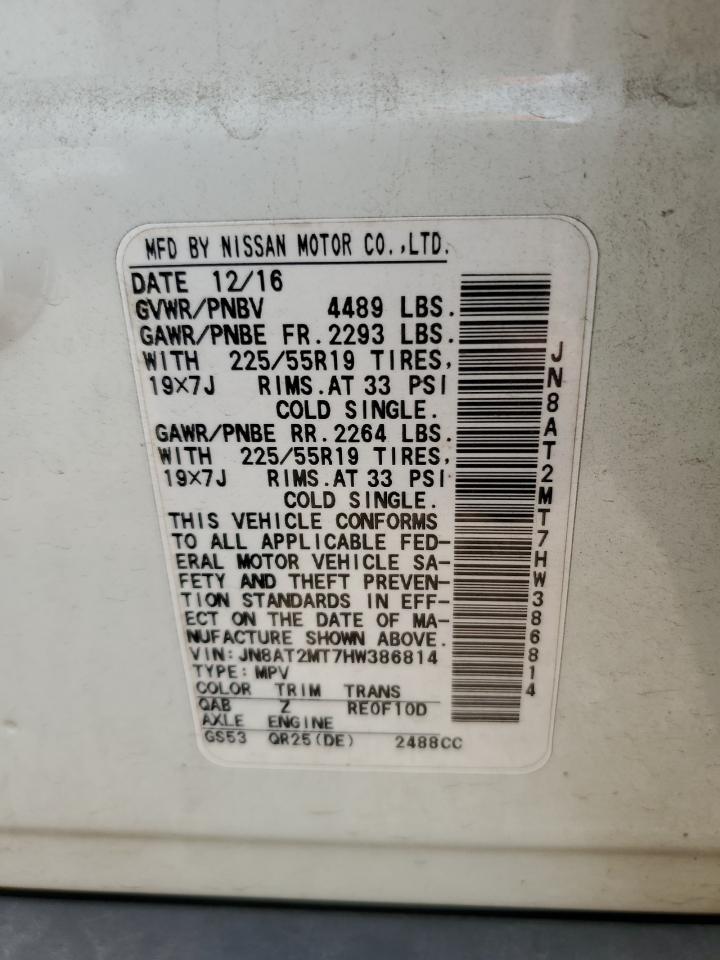 MFD BY NISSAN MOTOR CO.,LTD.
DATE 12/16
GVWR/PNBV 4489 LBS.
GAWR/PNBE FR.2293 LBS.
WITH 225/55R19 TIRES,
19×7J RIMS.AT 33 PSI
COLD SINGLE.
GAWR/PNBE RR.2264 LBS.
WITH 225/55R19 TIRES,
19×7J RIMS.AT 33 PSI
COLD SINGLE.
THIS VEHICLE CONFORMS
TO ALL APPLICABLE FED-
ERAL MOTOR VEHICLE SA-
FETY AND THEFT PREVEN-
TION STANDARDS IN EFF-
ECT ON THE DATE OF MA-
NUFACTURE SHOWN ABOVE.
VIN:JN8AT2MT7HW386814
TYPE:MPV
COLOR TRIM TRANS
QAB Z RE0F10D
AXLE ENGINE
GS53 QR25(DE) 2488CC
JN8AT2MT7HW386814